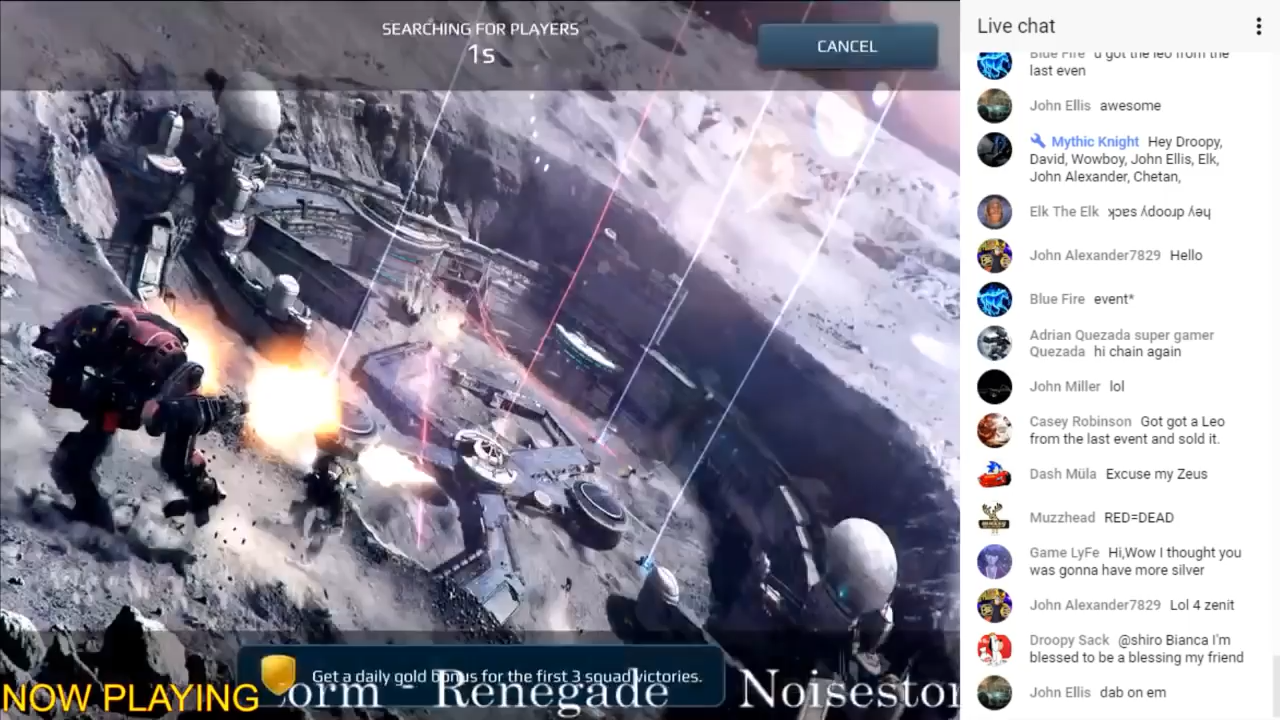 SEARCHING FOR PLAYERS
1s
CANCEL
Get a daily gold bonus for the first 3 squad victories.
NOW PLAYING
orm - Renegade Noisestor
Live chat
Blue Fire u got the leo from the
last even
John Ellis awesome
Mythic Knight Hey Droopy,
David, Wowboy, John Ellis, Elk,
John Alexander, Chetan,
Elk The Elk ʞɔɐs ʎdooɹp ʎǝɥ
John Alexander7829 Hello
Blue Fire event*
Adrian Quezada super gamer
Quezada hi chain again
John Miller lol
Casey Robinson Got got a Leo
from the last event and sold it.
Dash Müla Excuse my Zeus
Muzzhead RED=DEAD
Game LyFe Hi,Wow I thought you
was gonna have more silver
John Alexander7829 Lol 4 zenit
Droopy Sack @shiro Bianca I'm
blessed to be a blessing my friend
John Ellis dab on em